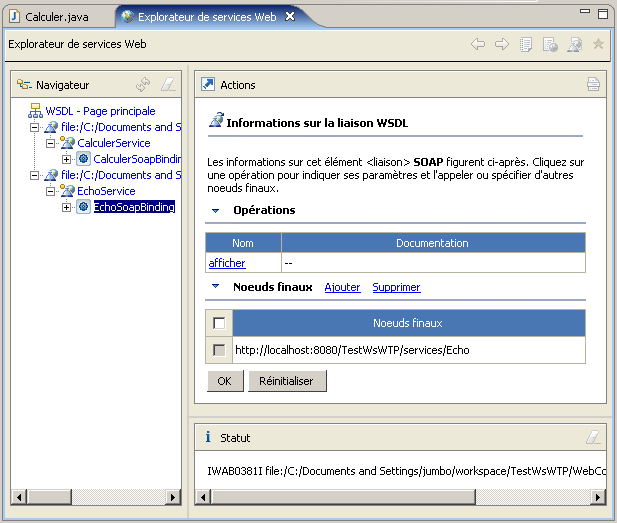 Calculer.java
Explorateur de services Web
Explorateur de services Web
Navigateur
WSDL - Page principale
file:/C:/Documents and S
CalculerService
CalculerSoapBindin
file:/C:/Documents and S
EchoService
EchoSoapBinding
Actions
Informations sur la liaison WSDL
Les informations sur cet élément <liaison> SOAP figurent ci-après. Cliquez sur
une opération pour indiquer ses paramètres et l'appeler ou spécifier d'autres
noeuds finaux.
Opérations
Nom Documentation
afficher --
Noeuds finaux Ajouter Supprimer
Noeuds finaux
http://localhost:8080/TestWsWTP/services/Echo
OK Réinitialiser
Statut
IWAB0381I file:/C:/Documents and Settings/jumbo/workspace/TestWsWTP/WebCo